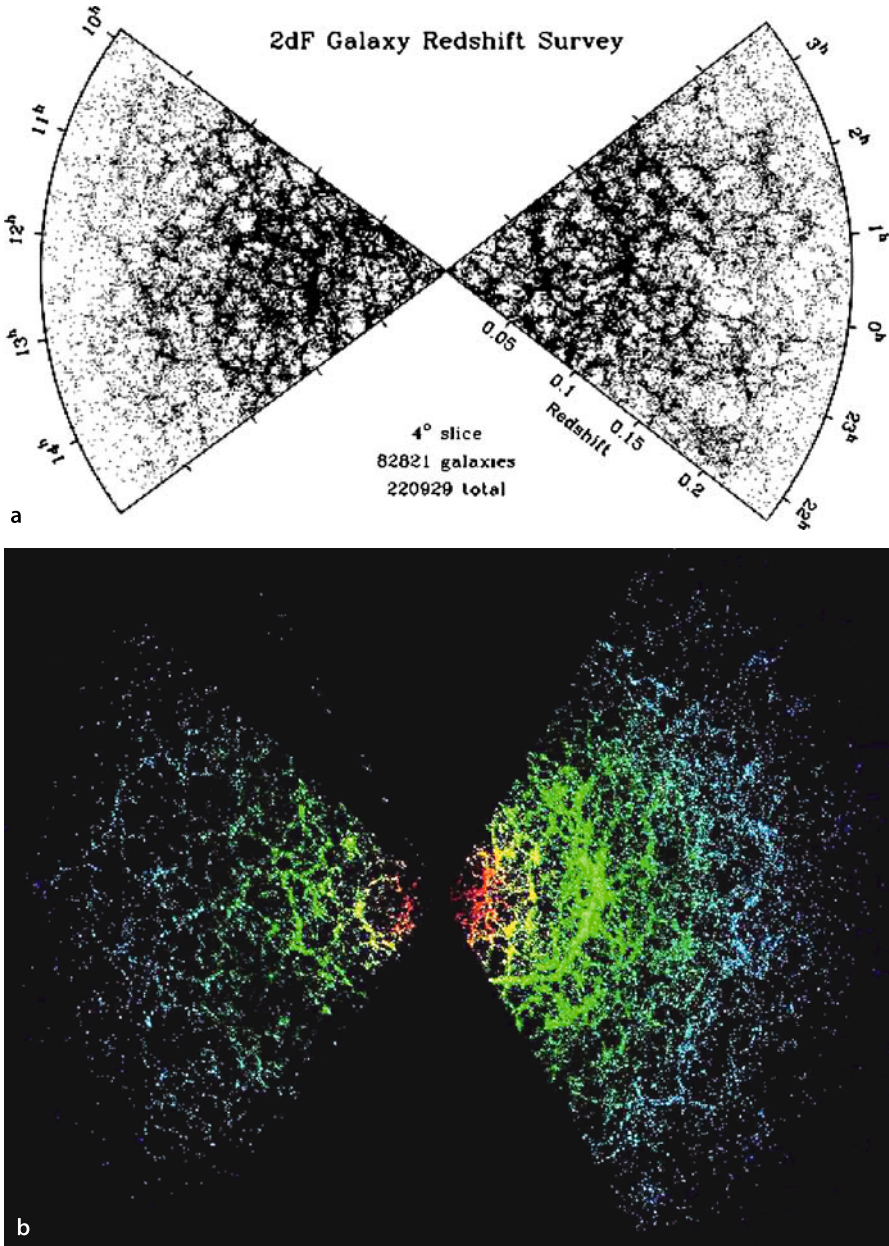 2dF Galaxy Redshift Survey
10ʰ
11ʰ
12ʰ
13ʰ
14ʰ
3ʰ
2ʰ
1ʰ
0ʰ
23ʰ
22ʰ
0.05
0.1
0.15
0.2
Redshift
4° slice
82821 galaxies
220929 total
a
b